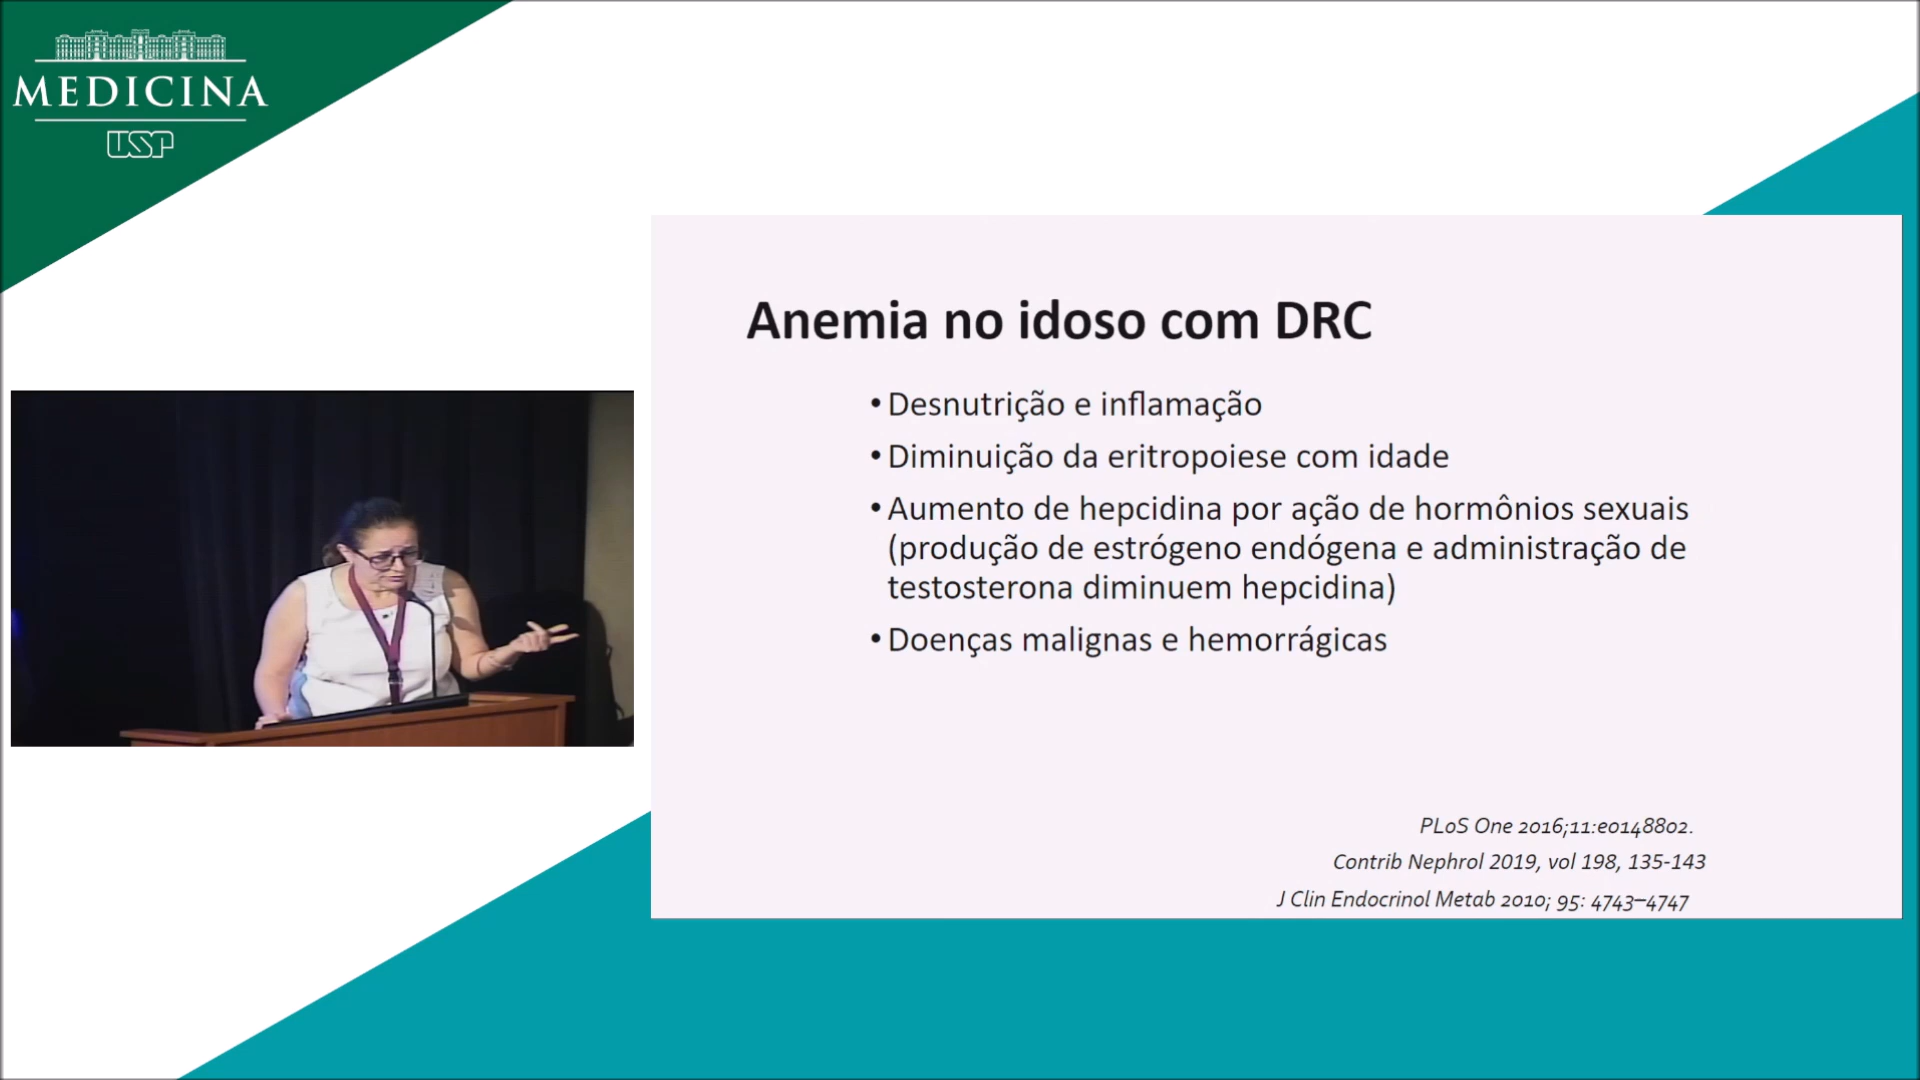 MEDICINA
USP
Anemia no idoso com DRC
• Desnutrição e inflamação
• Diminuição da eritropoiese com idade
• Aumento de hepcidina por ação de hormônios sexuais
(produção de estrógeno endógena e administração de
testosterona diminuem hepcidina)
• Doenças malignas e hemorrágicas
PLoS One 2016;11:e0148802.
Contrib Nephrol 2019, vol 198, 135-143
J Clin Endocrinol Metab 2010; 95: 4743–4747